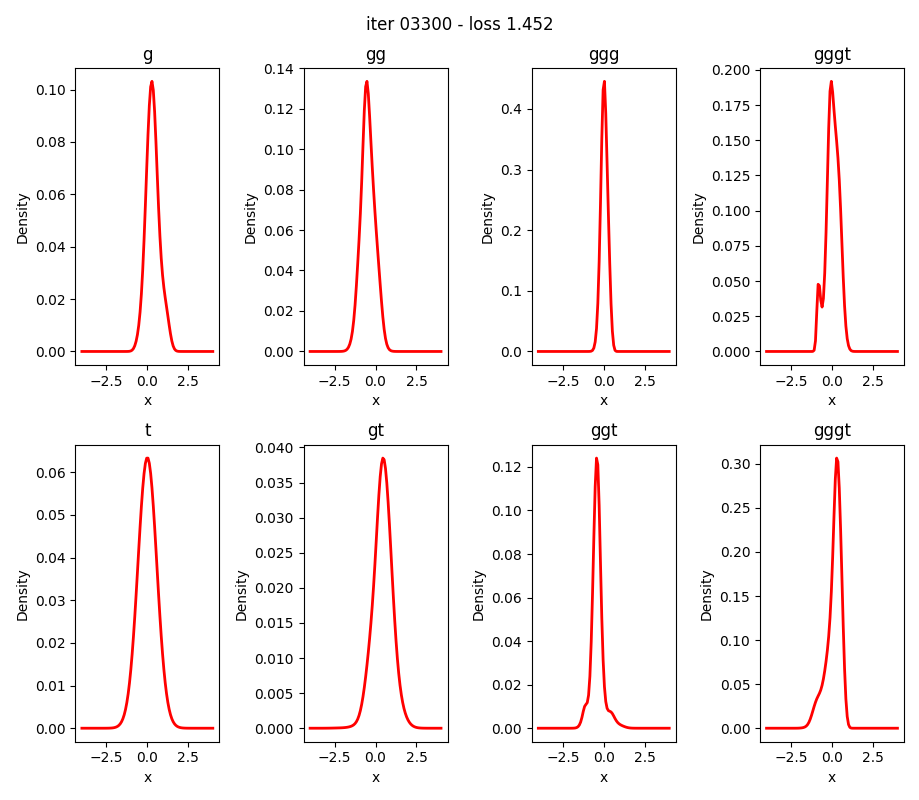 iter 03300 - loss 1.452
g
gg
ggg
gggt
0.10
0.08
0.06
0.04
0.02
0.00
Density
−2.5 0.0 2.5
x
0.14
0.12
0.10
0.08
0.06
0.04
0.02
0.00
Density
−2.5 0.0 2.5
x
0.4
0.3
0.2
0.1
0.0
Density
−2.5 0.0 2.5
x
0.200
0.175
0.150
0.125
0.100
0.075
0.050
0.025
0.000
Density
−2.5 0.0 2.5
x
t
gt
ggt
gggt
0.06
0.05
0.04
0.03
0.02
0.01
0.00
Density
−2.5 0.0 2.5
x
0.040
0.035
0.030
0.025
0.020
0.015
0.010
0.005
0.000
Density
−2.5 0.0 2.5
x
0.12
0.10
0.08
0.06
0.04
0.02
0.00
Density
−2.5 0.0 2.5
x
0.30
0.25
0.20
0.15
0.10
0.05
0.00
Density
−2.5 0.0 2.5
x